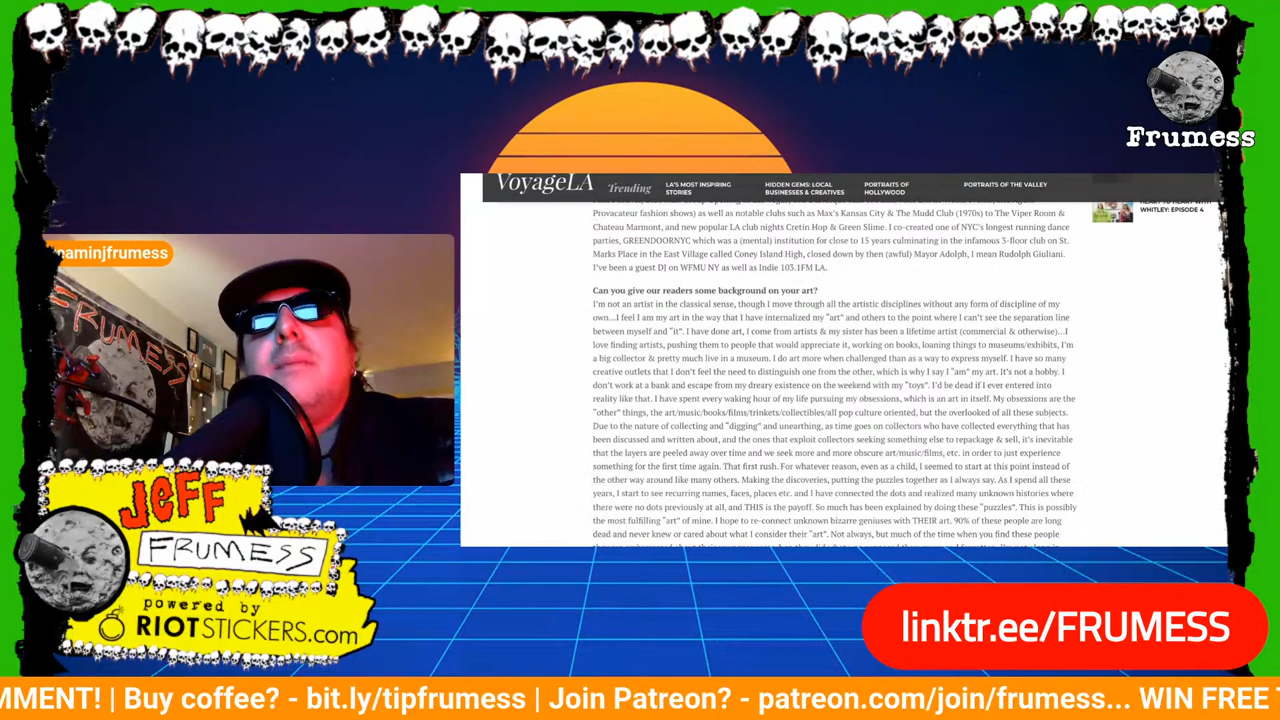 Frumess
VoyageLA
Trending
LA'S MOST INSPIRING
STORIES
HIDDEN GEMS: LOCAL
BUSINESSES & CREATIVES
PORTRAITS OF
HOLLYWOOD
PORTRAITS OF THE VALLEY
HEART TO HEART WITH
WHITLEY: EPISODE 4
Provacateur fashion shows) as well as notable clubs such as Max's Kansas City & The Mudd Club (1970s) to The Viper Room &
Chateau Marmont, and new popular LA club nights Cretin Hop & Green Slime. I co-created one of NYC's longest running dance
parties, GREENDOORNYC which was a (mental) institution for close to 15 years culminating in the infamous 3-floor club on St.
Marks Place in the East Village called Coney Island High, closed down by then (awful) Mayor Adolph, I mean Rudolph Giuliani.
I've been a guest DJ on WFMU NY as well as Indie 103.1FM LA.
Can you give our readers some background on your art?
I'm not an artist in the classical sense, though I move through all the artistic disciplines without any form of discipline of my
own…I feel I am my art in the way that I have internalized my "art" and others to the point where I can't see the separation line
between myself and "it". I have done art, I come from artists & my sister has been a lifetime artist (commercial & otherwise)…I
love finding artists, pushing them to people that would appreciate it, working on books, loaning things to museums/exhibits, I'm
a big collector & pretty much live in a museum. I do art more when challenged than as a way to express myself. I have so many
creative outlets that I don't feel the need to distinguish one from the other, which is why I say I "am" my art. It's not a hobby. I
don't work at a bank and escape from my dreary existence on the weekend with my "toys". I'd be dead if I ever entered into
reality like that. I have spent every waking hour of my life pursuing my obsessions, which is an art in itself. My obsessions are the
"other" things, the art/music/books/films/trinkets/collectibles/all pop culture oriented, but the overlooked of all these subjects.
Due to the nature of collecting and "digging" and unearthing, as time goes on collectors who have collected everything that has
been discussed and written about, and the ones that exploit collectors seeking something else to repackage & sell, it's inevitable
that the layers are peeled away over time and we seek more and more obscure art/music/films, etc. in order to just experience
something for the first time again. That first rush. For whatever reason, even as a child, I seemed to start at this point instead of
the other way around like many others. Making the discoveries, putting the puzzles together as I always say. As I spend all these
years, I start to see recurring names, faces, places etc. and I have connected the dots and realized many unknown histories where
there were no dots previously at all, and THIS is the payoff. So much has been explained by doing these "puzzles". This is possibly
the most fulfilling "art" of mine. I hope to re-connect unknown bizarre geniuses with THEIR art. 90% of these people are long
dead and never knew or cared about what I consider their "art". Not always, but much of the time when you find these people
eaminjfrumess
FRUMESS
JEFF
FRUMESS
powered by
RIOTSTICKERS.com
linktr.ee/FRUMESS
MMENT! | Buy coffee? - bit.ly/tipfrumess | Join Patreon? - patreon.com/join/frumess... WIN FREE